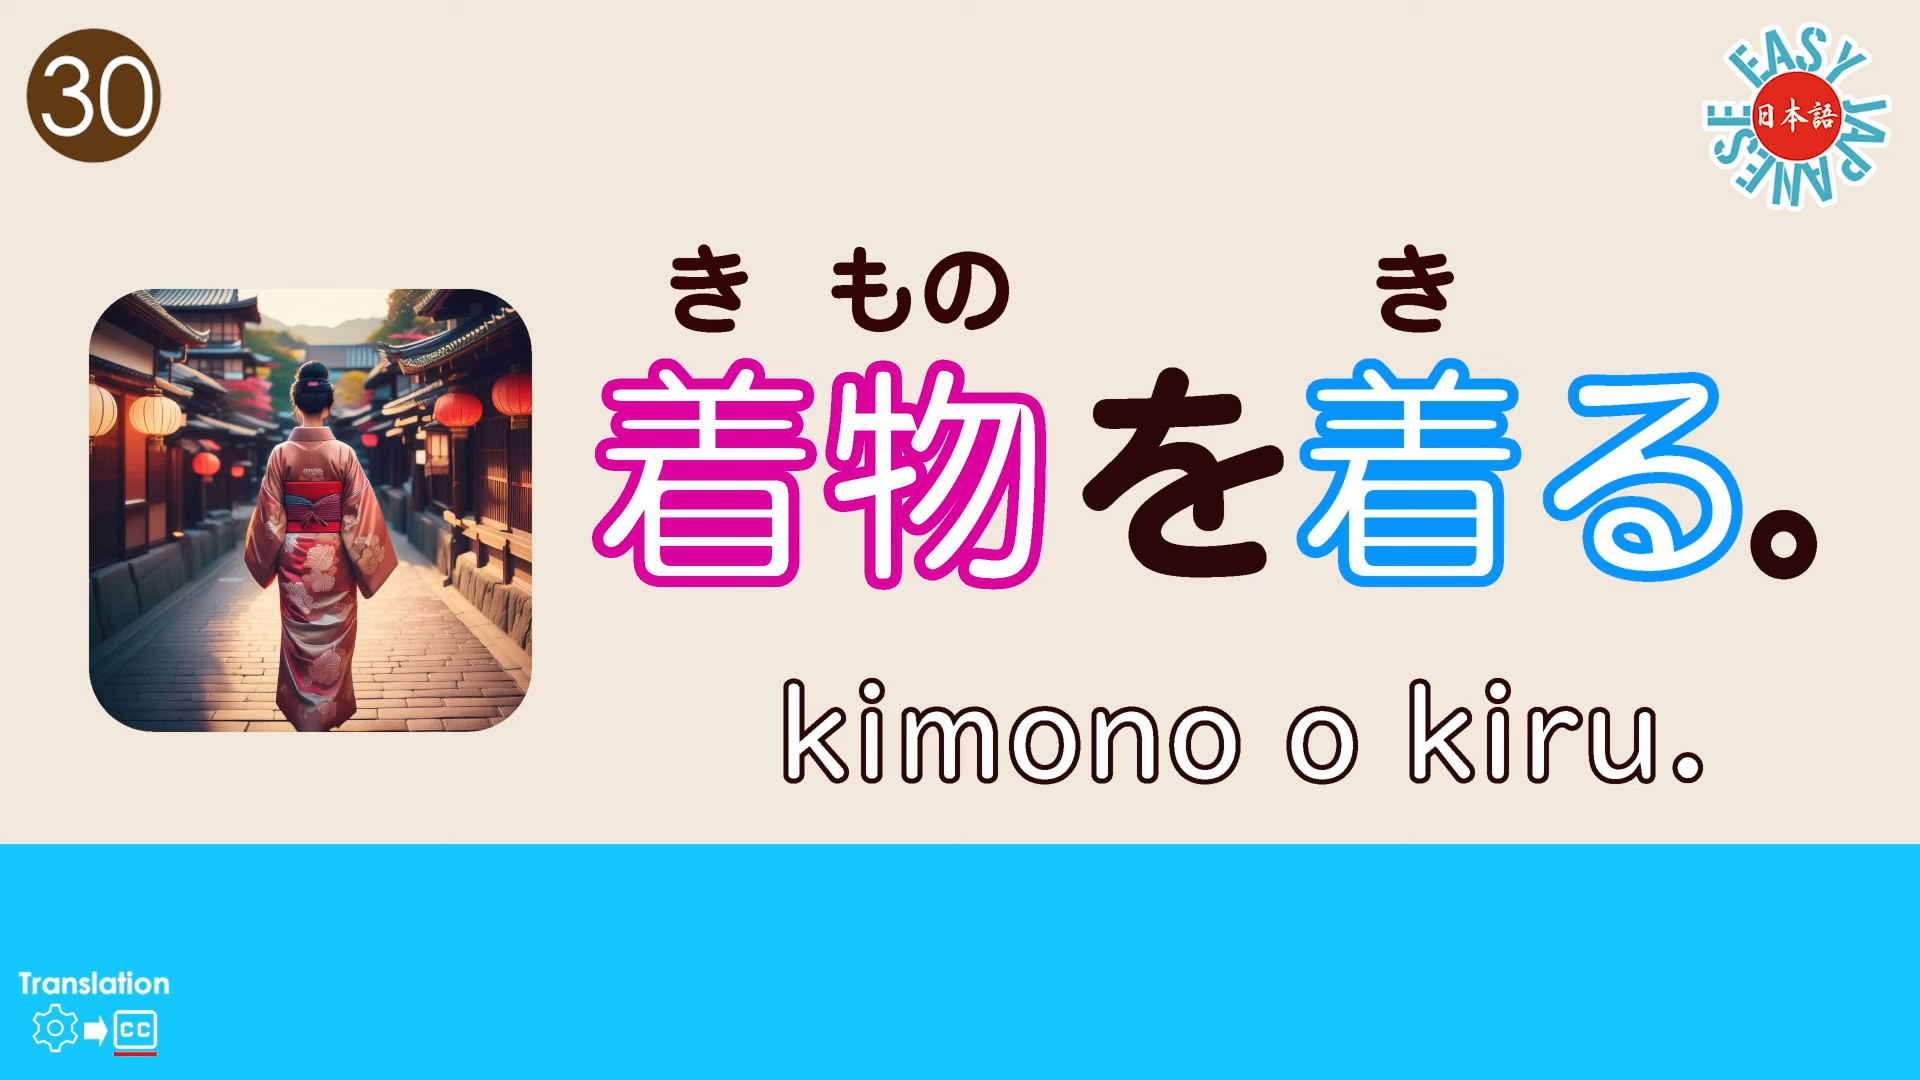 30
EASY JAPANESE
日本語
き もの き
着物を着る。
kimono o kiru.
Translation
CC